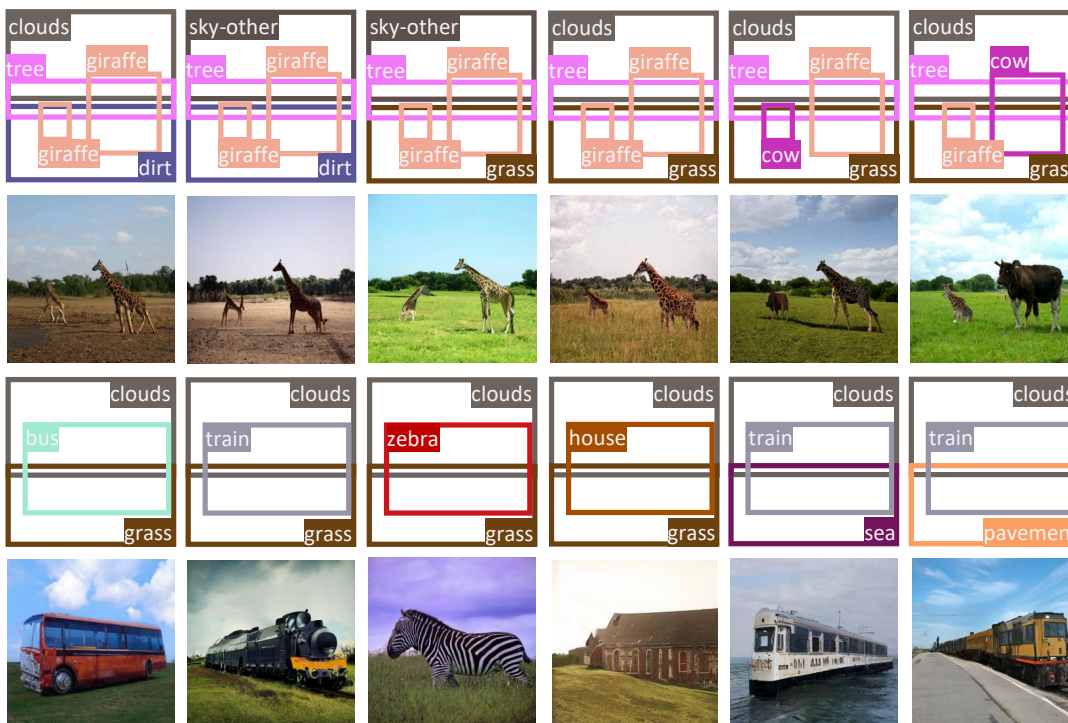 clouds
giraffe
tree
giraffe
dirt
sky-other
giraffe
tree
giraffe
dirt
sky-other
giraffe
tree
giraffe
grass
clouds
giraffe
tree
giraffe
grass
clouds
giraffe
tree
cow
grass
clouds
cow
tree
giraffe
gras
clouds
bus
grass
clouds
train
grass
clouds
zebra
grass
clouds
house
grass
clouds
train
sea
clouds
train
pavemen